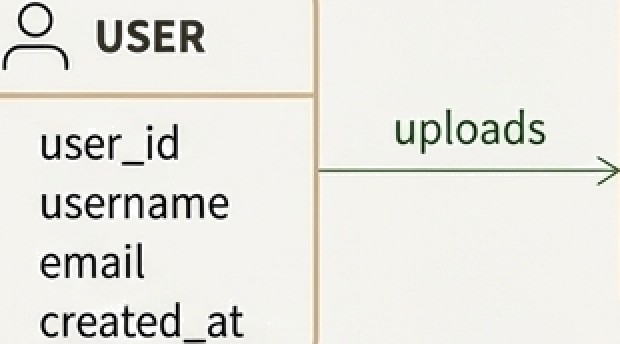 USER
uploads
user_id
username
email
created_at